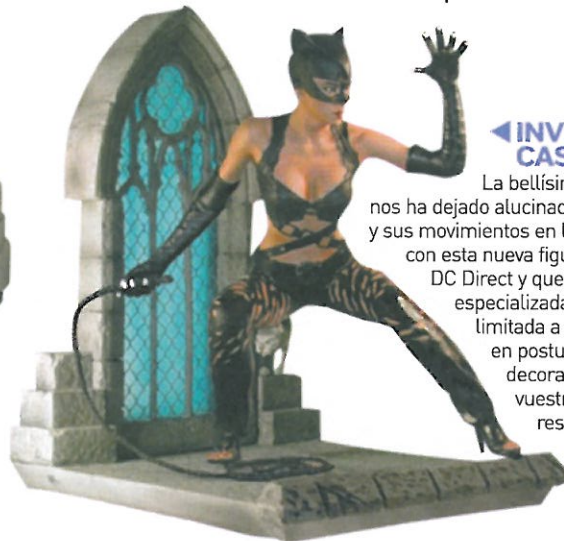 ◀INV
CAS
La bellísim
nos ha dejado alucinad
y sus movimientos en l
con esta nueva figu
DC Direct y que
especializada
limitada a
en postu
decora
vuestr
res